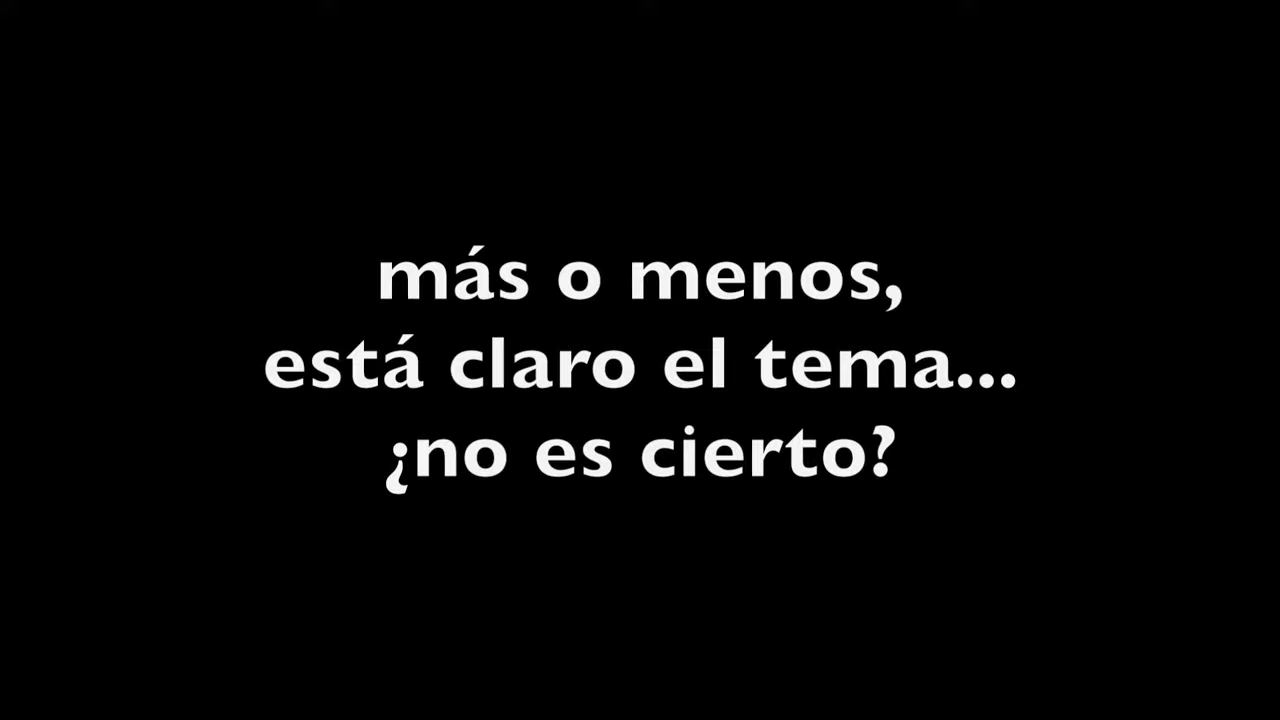 más o menos,
está claro el tema...
¿no es cierto?